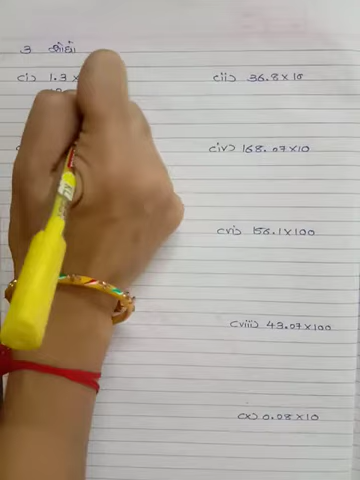 3 શોધો
(i) 1.3 x (ii) 36.8 x 10
(iv) 168.07 x 10
(vi) 156.1 x 100
(viii) 43.07 x 100
(x) 0.08 x 10